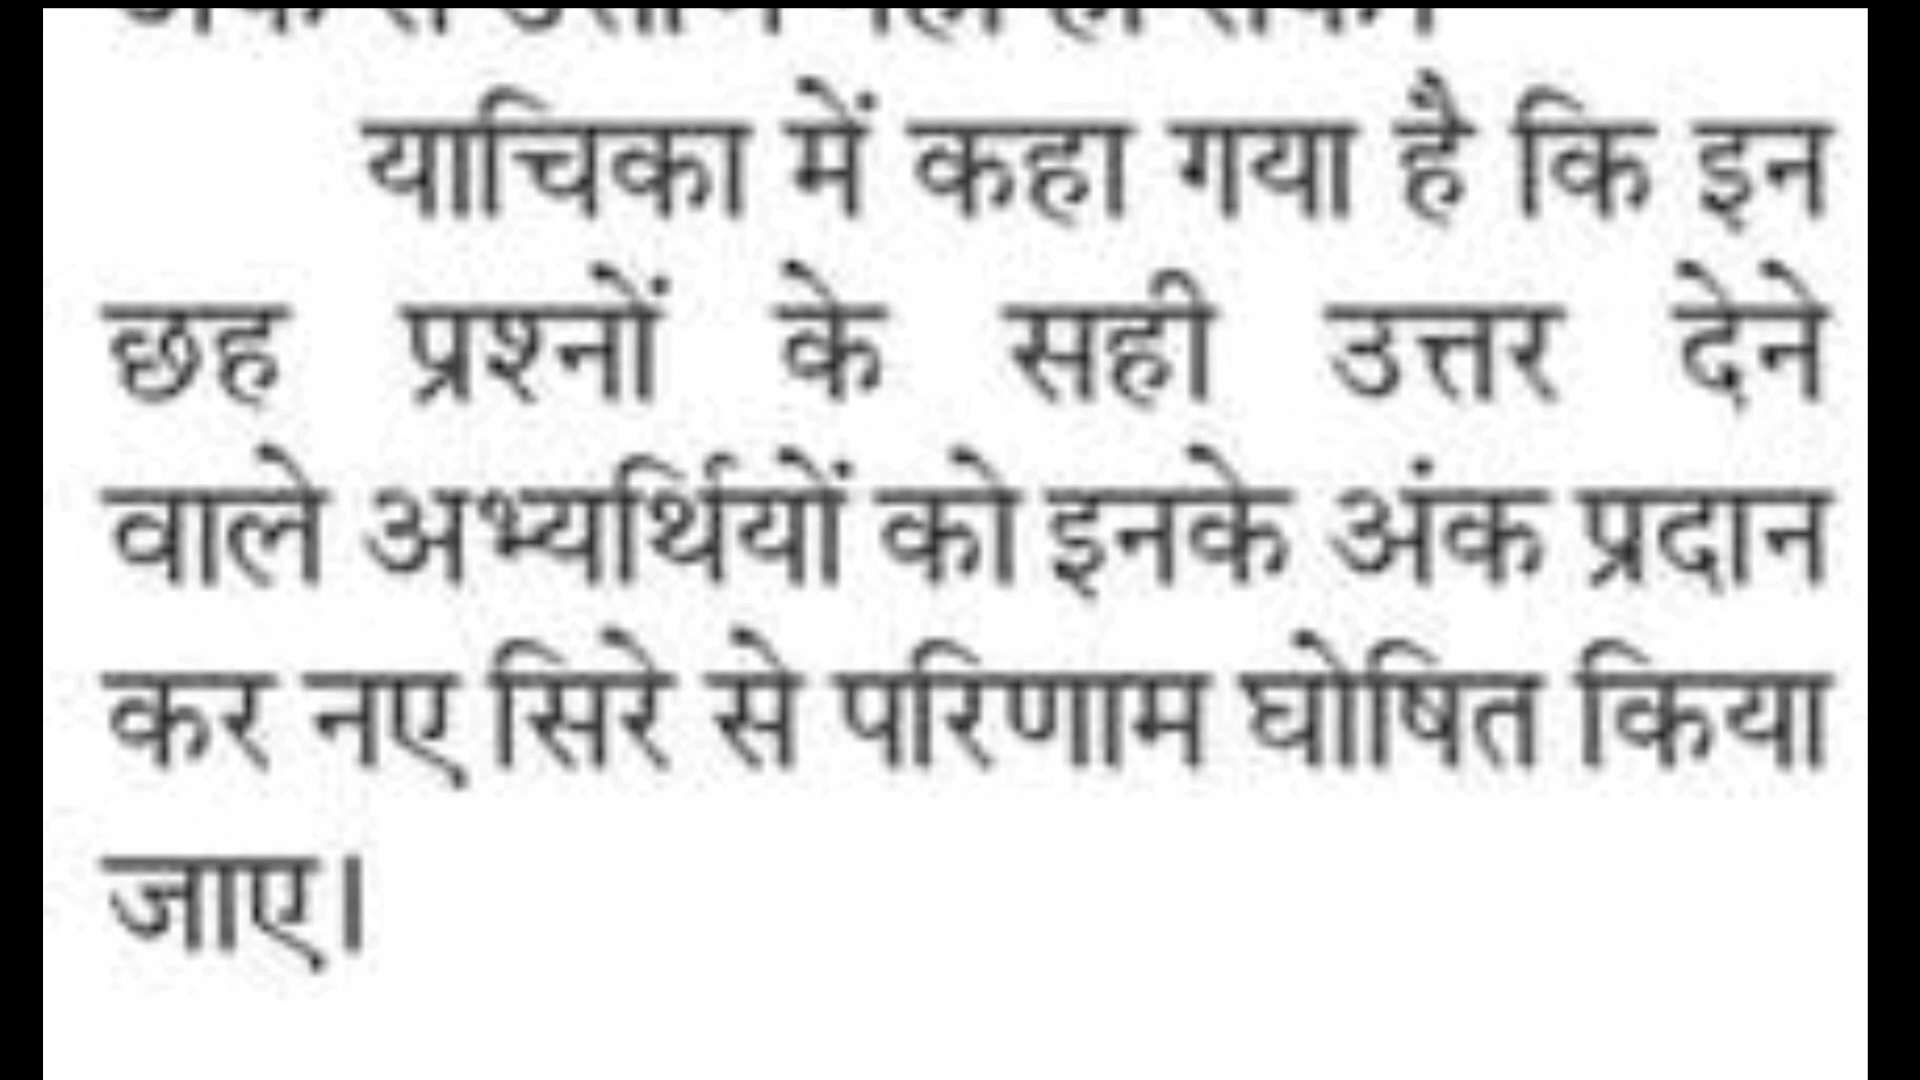 याचिका में कहा गया है कि इन
छह प्रश्नों के सही उत्तर देने
वाले अभ्यर्थियों को इनके अंक प्रदान
कर नए सिरे से परिणाम घोषित किया
जाए।